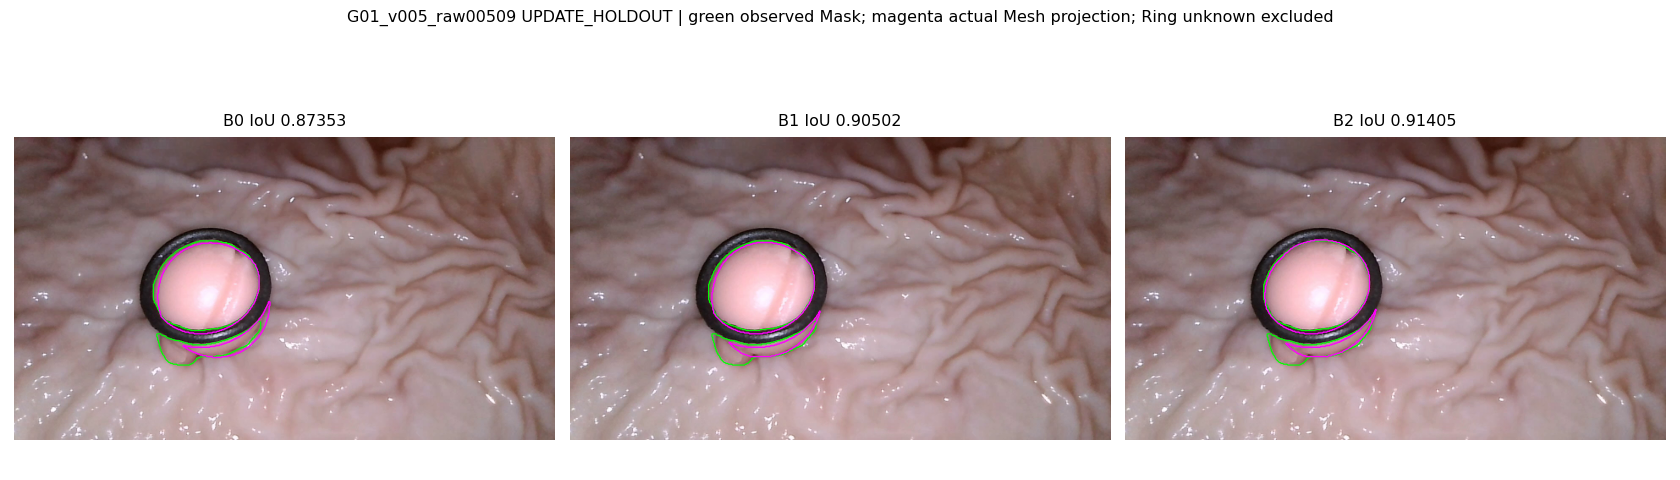 G01_v005_raw00509 UPDATE_HOLDOUT | green observed Mask; magenta actual Mesh projection; Ring unknown excluded
B0 IoU 0.87353
B1 IoU 0.90502
B2 IoU 0.91405